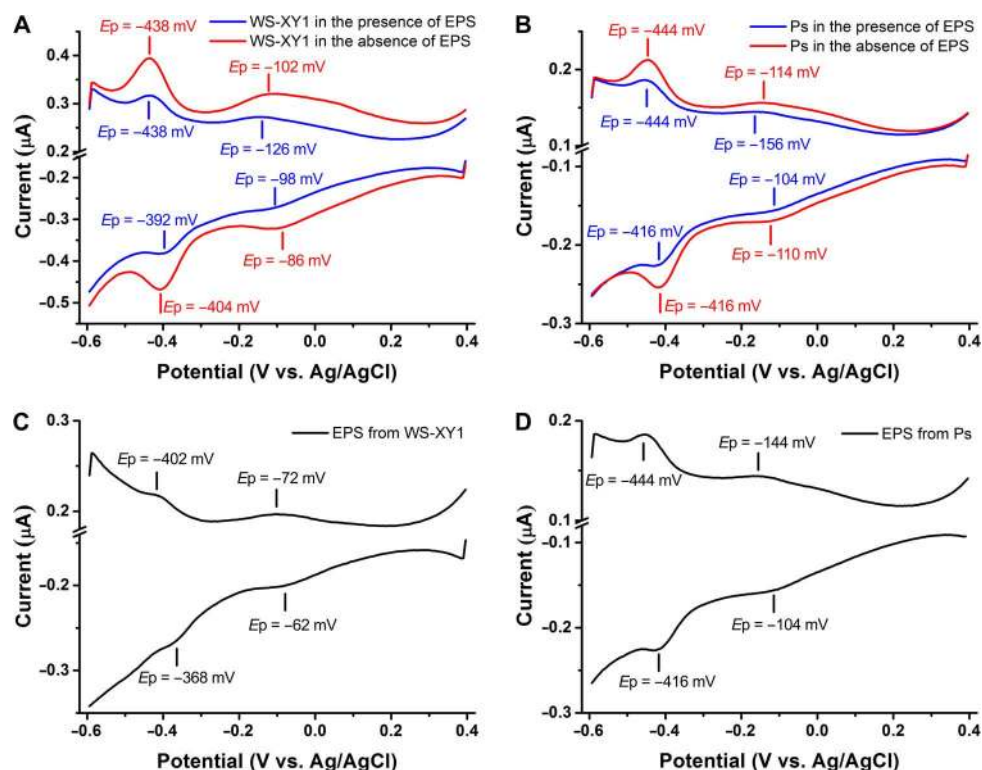 A
WS-XY1 in the presence of EPS
WS-XY1 in the absence of EPS
Ep = −438 mV
Ep = −102 mV
Ep = −438 mV
Ep = −126 mV
Ep = −98 mV
Ep = −392 mV
Ep = −86 mV
Ep = −404 mV
0.4
0.3
0.2
−0.2
−0.3
−0.4
−0.5
Current (µA)
−0.6 −0.4 −0.2 0.0 0.2 0.4
Potential (V vs. Ag/AgCl)
B
Ps in the presence of EPS
Ps in the absence of EPS
Ep = −444 mV
Ep = −114 mV
Ep = −444 mV
Ep = −156 mV
Ep = −104 mV
Ep = −416 mV
Ep = −110 mV
Ep = −416 mV
0.2
0.1
−0.1
−0.2
−0.3
Current (µA)
−0.6 −0.4 −0.2 0.0 0.2 0.4
Potential (V vs. Ag/AgCl)
C
EPS from WS-XY1
Ep = −402 mV
Ep = −72 mV
Ep = −62 mV
Ep = −368 mV
0.3
0.2
−0.2
−0.3
Current (µA)
−0.6 −0.4 −0.2 0.0 0.2 0.4
Potential (V vs. Ag/AgCl)
D
EPS from Ps
Ep = −144 mV
Ep = −444 mV
Ep = −104 mV
Ep = −416 mV
0.2
0.1
−0.1
−0.2
−0.3
Current (µA)
−0.6 −0.4 −0.2 0.0 0.2 0.4
Potential (V vs. Ag/AgCl)